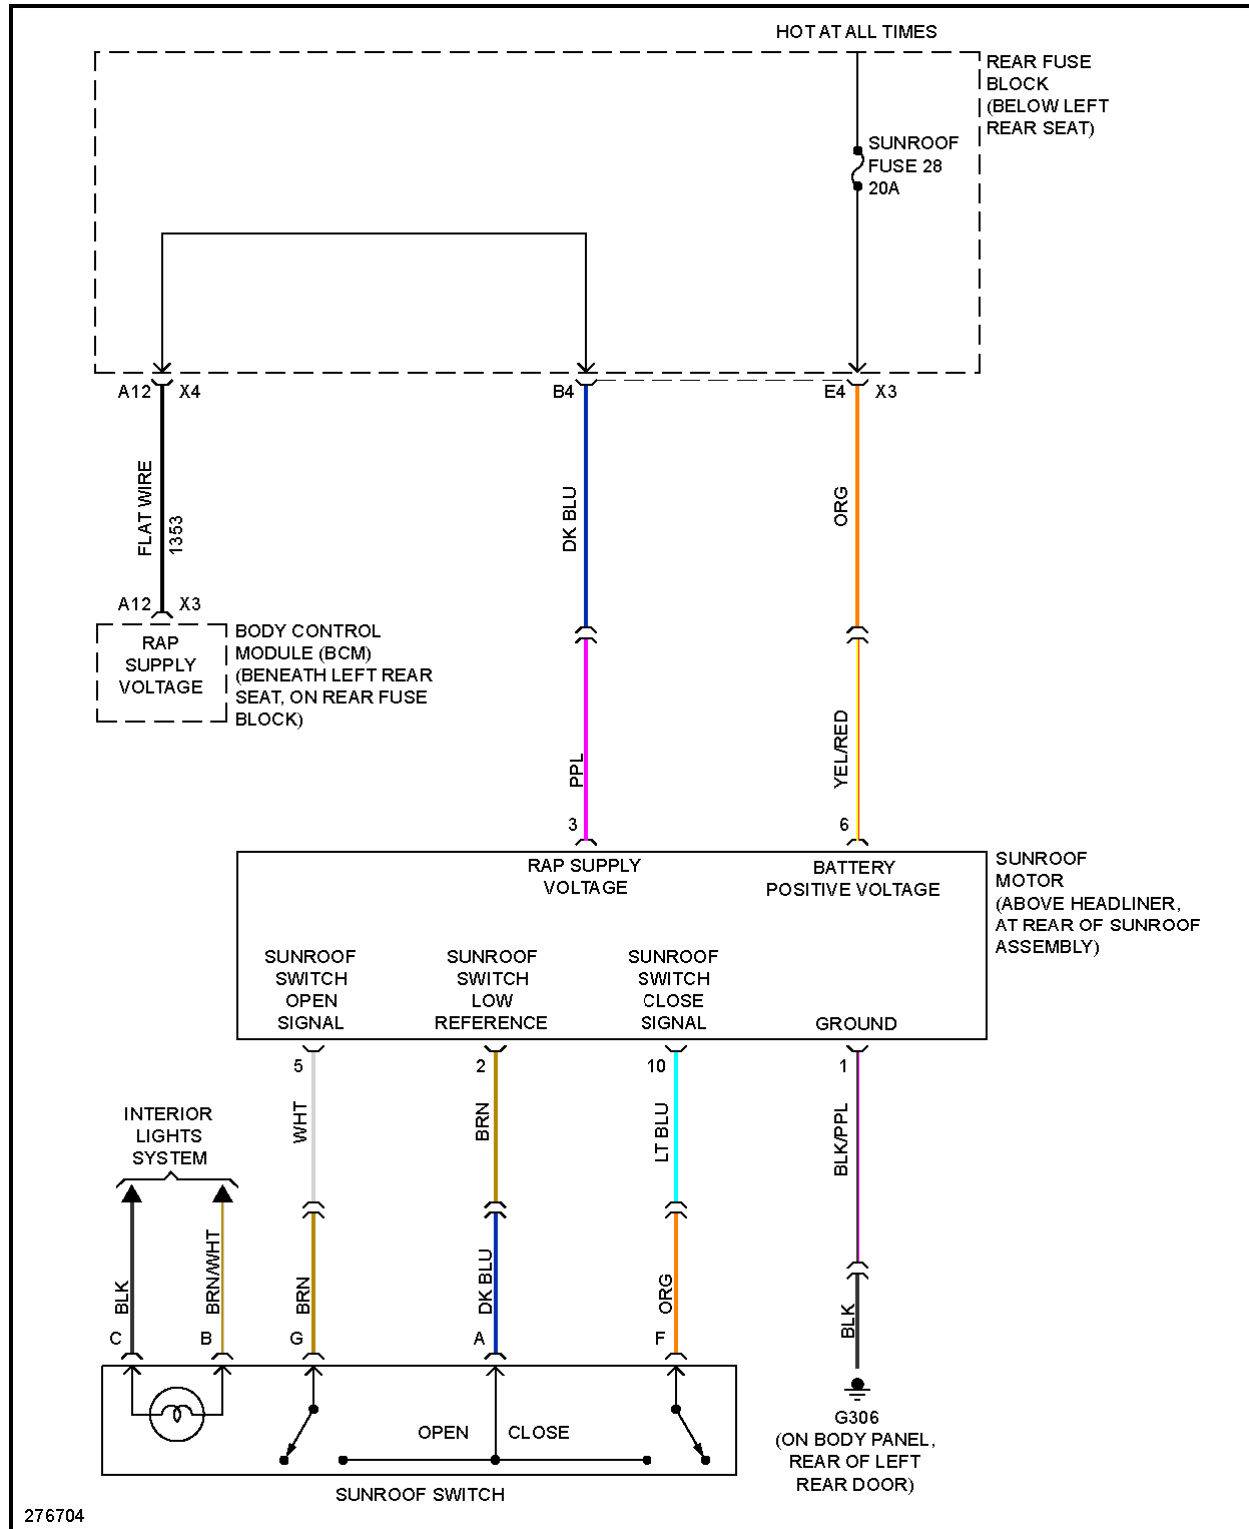 HOT AT ALL TIMES
REAR FUSE
BLOCK
(BELOW LEFT
REAR SEAT)
SUNROOF
FUSE 28
20A
A12
X4
B4
E4
X3
FLAT WIRE
1353
DK BLU
ORG
A12
X3
RAP
SUPPLY
VOLTAGE
BODY CONTROL
MODULE (BCM)
(BENEATH LEFT REAR
SEAT, ON REAR FUSE
BLOCK)
PPL
YEL/RED
3
6
RAP SUPPLY
VOLTAGE
BATTERY
POSITIVE VOLTAGE
SUNROOF
MOTOR
(ABOVE HEADLINER,
AT REAR OF SUNROOF
ASSEMBLY)
SUNROOF
SWITCH
OPEN
SIGNAL
SUNROOF
SWITCH
LOW
REFERENCE
SUNROOF
SWITCH
CLOSE
SIGNAL
GROUND
5
2
10
1
WHT
BRN
LT BLU
BLK/PPL
INTERIOR
LIGHTS
SYSTEM
BLK
BRN/WHT
BRN
DK BLU
ORG
BLK
C
B
G
A
F
OPEN
CLOSE
G306
(ON BODY PANEL,
REAR OF LEFT
REAR DOOR)
SUNROOF SWITCH
276704